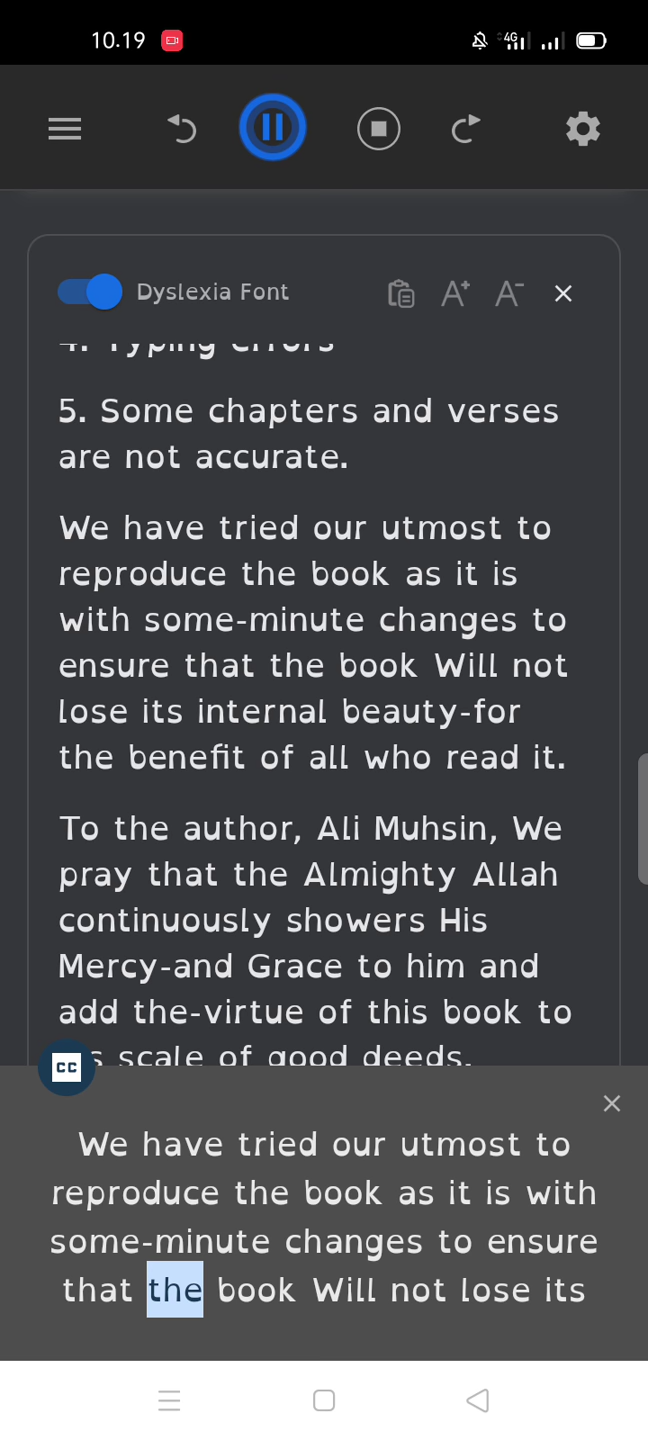 10.19
4G
Dyslexia Font
A+
A-
4. Typing errors
5. Some chapters and verses
are not accurate.
We have tried our utmost to
reproduce the book as it is
with some-minute changes to
ensure that the book Will not
lose its internal beauty-for
the benefit of all who read it.
To the author, Ali Muhsin, We
pray that the Almighty Allah
continuously showers His
Mercy-and Grace to him and
add the-virtue of this book to
scale of good deeds.
CC
We have tried our utmost to
reproduce the book as it is with
some-minute changes to ensure
that the book Will not lose its